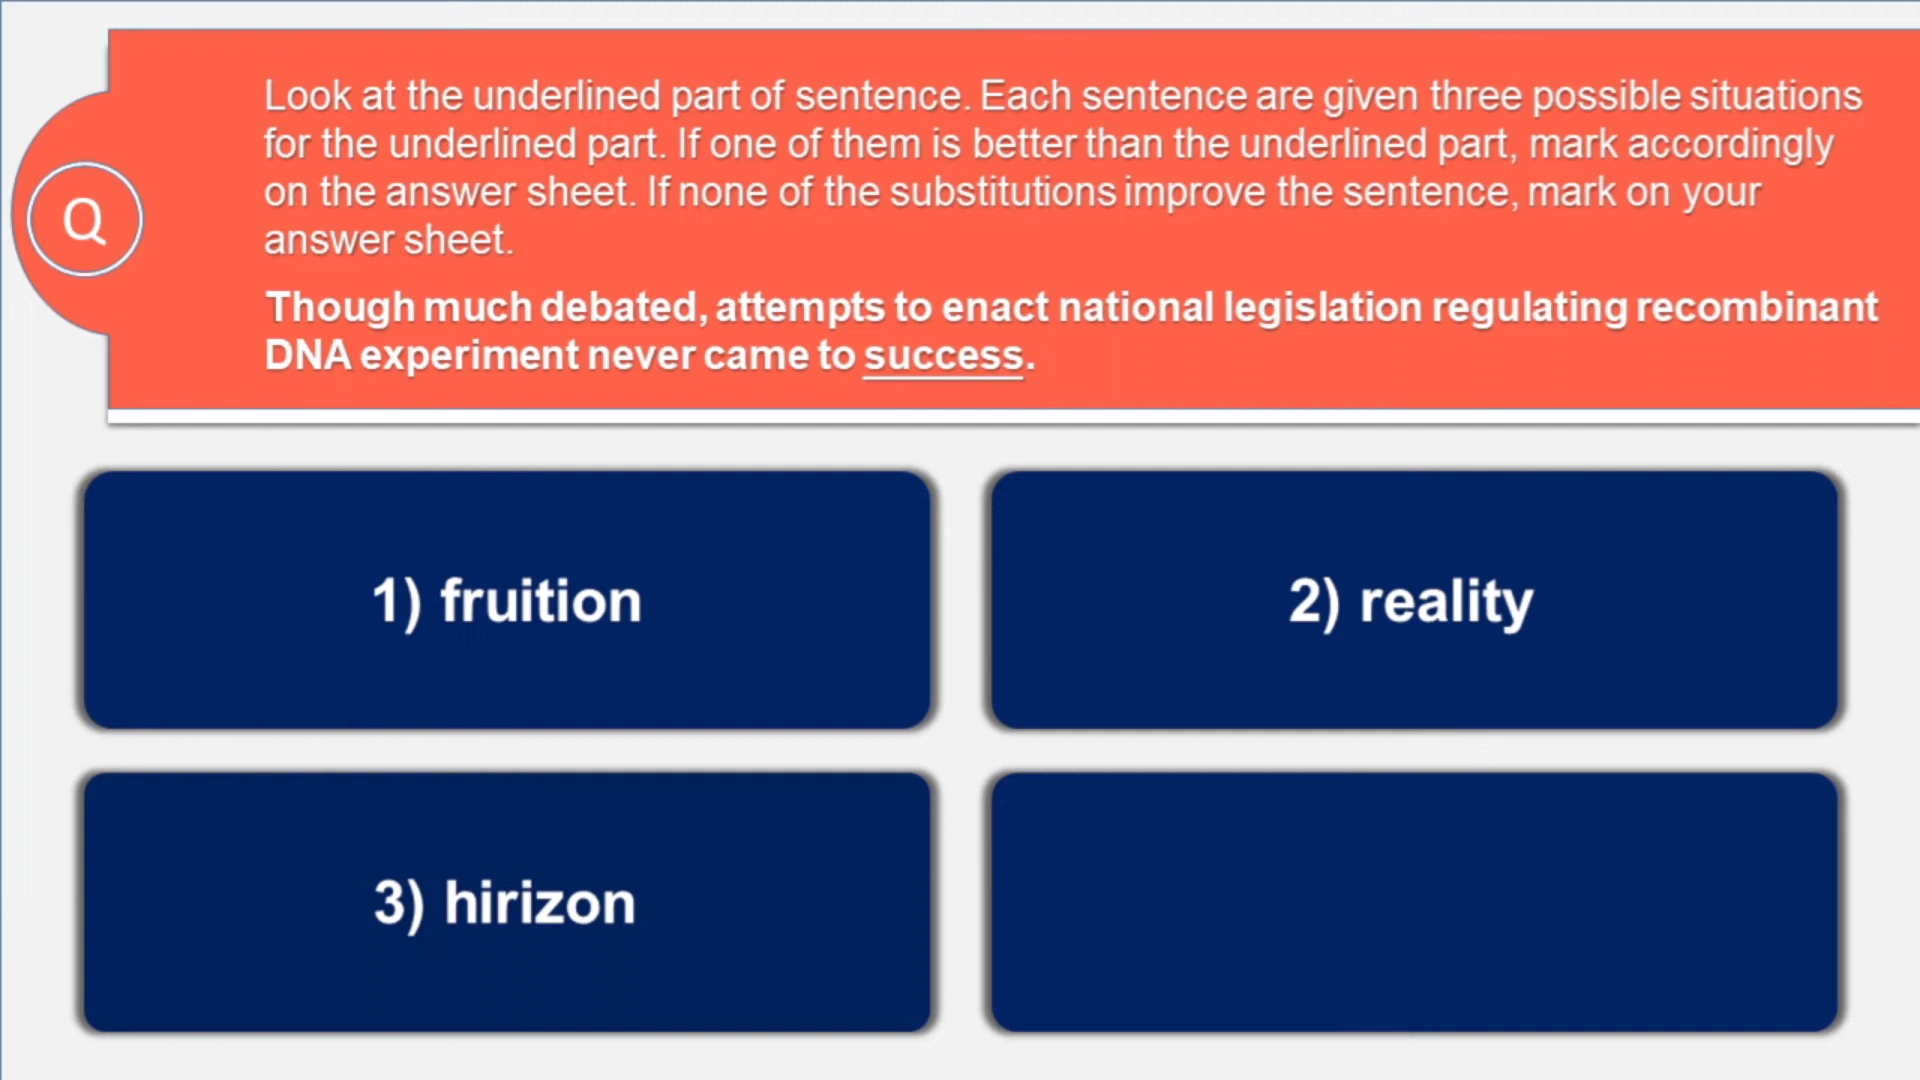 Q
Look at the underlined part of sentence. Each sentence are given three possible situations
for the underlined part. If one of them is better than the underlined part, mark accordingly
on the answer sheet. If none of the substitutions improve the sentence, mark on your
answer sheet.
Though much debated, attempts to enact national legislation regulating recombinant
DNA experiment never came to success.
1) fruition
2) reality
3) hirizon